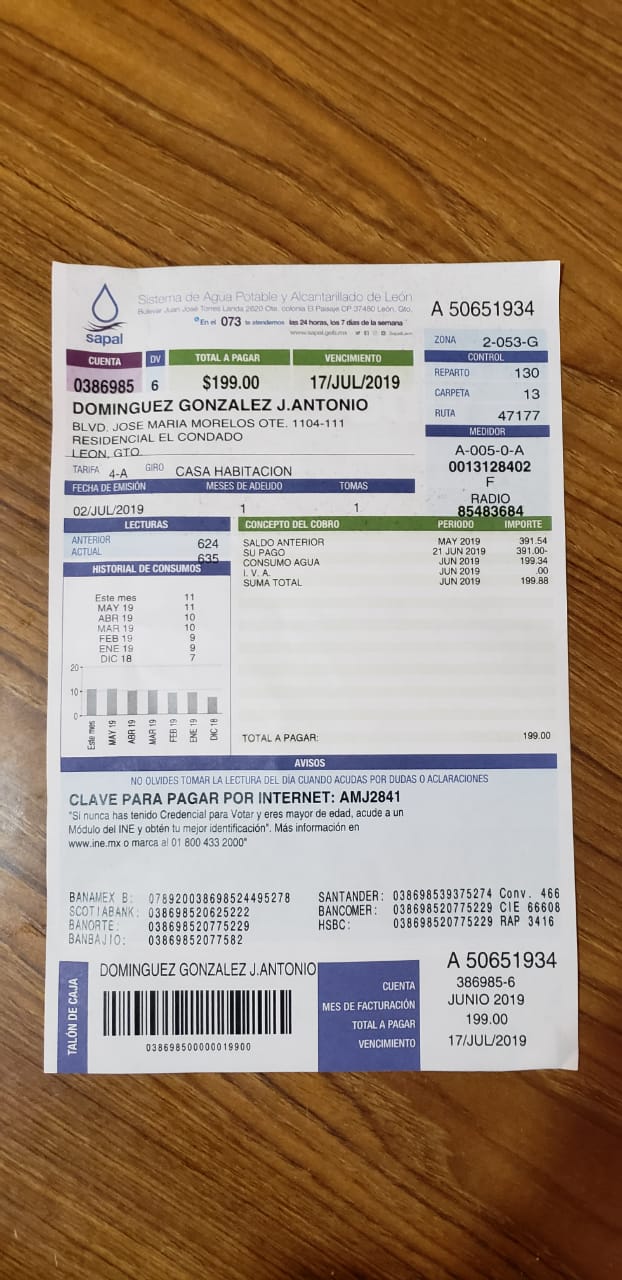 sapal
Sistema de Agua Potable y Alcantarillado de León
Bulevar Juan José Torres Landa 2620 Ote. colonia El Paisaje CP 37480 León, Gto.
En el 073 te atendemos las 24 horas, los 7 días de la semana
www.sapal.gob.mx
A 50651934
CUENTA DV TOTAL A PAGAR VENCIMIENTO
0386985 6 $199.00 17/JUL/2019
DOMINGUEZ GONZALEZ J.ANTONIO
BLVD. JOSE MARIA MORELOS OTE. 1104-111
RESIDENCIAL EL CONDADO
LEON, GTO.
TARIFA 4-A GIRO CASA HABITACION
FECHA DE EMISIÓN MESES DE ADEUDO TOMAS
02/JUL/2019 1 1
ZONA 2-053-G
CONTROL
REPARTO 130
CARPETA 13
RUTA 47177
MEDIDOR
A-005-0-A
0013128402
F
RADIO
85483684
LECTURAS
ANTERIOR 624
ACTUAL 635
HISTORIAL DE CONSUMOS
Este mes 11
MAY 19 11
ABR 19 10
MAR 19 10
FEB 19 9
ENE 19 9
DIC 18 7
20
10
0
Este mes MAY 19 ABR 19 MAR 19 FEB 19 ENE 19 DIC 18
CONCEPTO DEL COBRO PERIODO IMPORTE
SALDO ANTERIOR MAY 2019 391.54
SU PAGO 21 JUN 2019 391.00-
CONSUMO AGUA JUN 2019 199.34
I. V. A. JUN 2019 .00
SUMA TOTAL JUN 2019 199.88
TOTAL A PAGAR: 199.00
AVISOS
NO OLVIDES TOMAR LA LECTURA DEL DÍA CUANDO ACUDAS POR DUDAS O ACLARACIONES
CLAVE PARA PAGAR POR INTERNET: AMJ2841
"Si nunca has tenido Credencial para Votar y eres mayor de edad, acude a un
Módulo del INE y obtén tu mejor identificación". Más información en
www.ine.mx o marca al 01 800 433 2000"
BANAMEX B: 078920038698524495278
SCOTIABANK: 038698520625222
BANORTE: 038698520775229
BANBAJIO: 03869852077582
SANTANDER: 038698539375274 Conv. 466
BANCOMER: 038698520775229 CIE 66608
HSBC: 038698520775229 RAP 3416
TALÓN DE CAJA
DOMINGUEZ GONZALEZ J.ANTONIO
038698500000019900
A 50651934
CUENTA 386985-6
MES DE FACTURACIÓN JUNIO 2019
TOTAL A PAGAR 199.00
VENCIMIENTO 17/JUL/2019